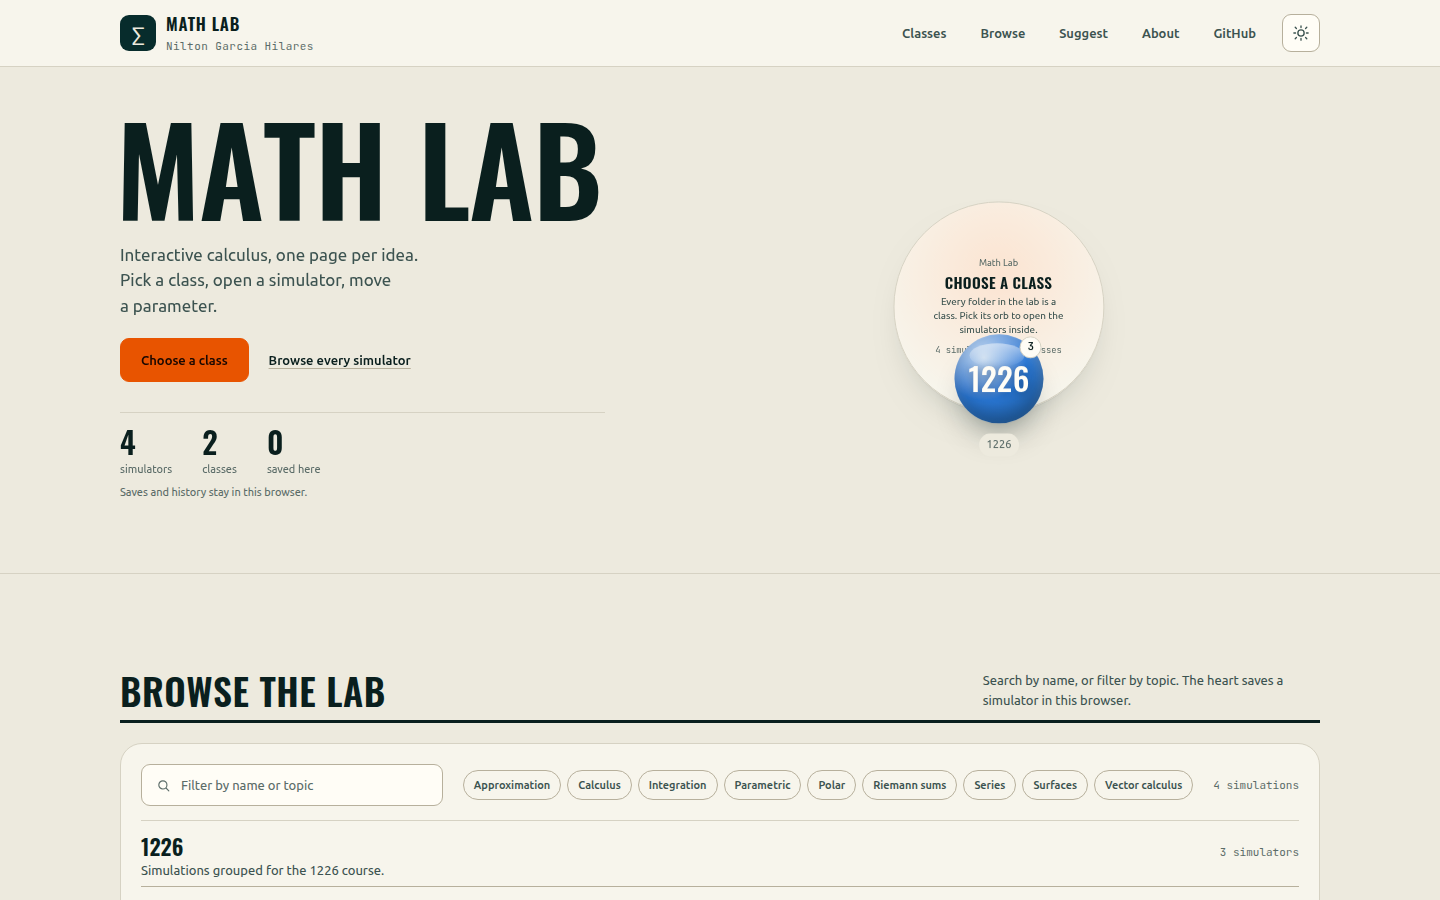 ∑
MATH LAB
Nilton Garcia Hilares
Classes
Browse
Suggest
About
GitHub
MATH LAB
Interactive calculus, one page per idea.
Pick a class, open a simulator, move
a parameter.
Choose a class
Browse every simulator
4
simulators
2
classes
0
saved here
Saves and history stay in this browser.
Math Lab
CHOOSE A CLASS
Every folder in the lab is a
class. Pick its orb to open the
simulators inside.
4
3
1226
1226
BROWSE THE LAB
Search by name, or filter by topic. The heart saves a
simulator in this browser.
Filter by name or topic
Approximation
Calculus
Integration
Parametric
Polar
Riemann sums
Series
Surfaces
Vector calculus
4 simulations
1226
Simulations grouped for the 1226 course.
3 simulators